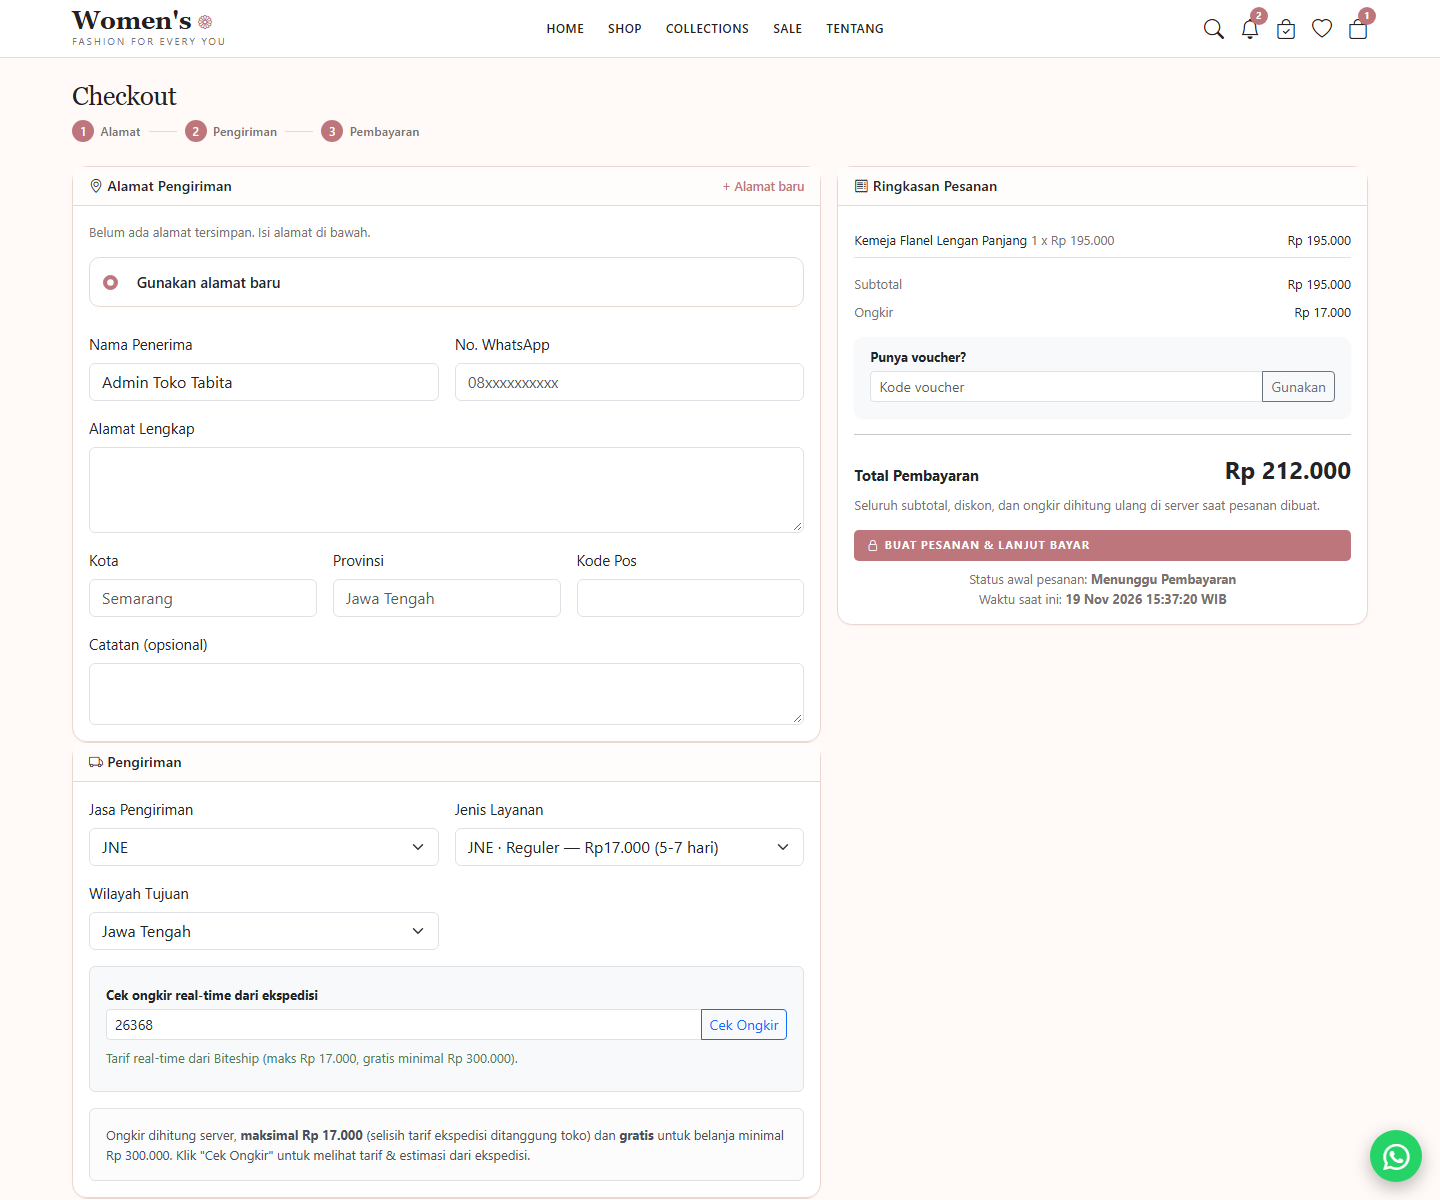 Women's
FASHION FOR EVERY YOU
HOME SHOP COLLECTIONS SALE TENTANG
2
1
Checkout
1 Alamat 2 Pengiriman 3 Pembayaran
Alamat Pengiriman
+ Alamat baru
Belum ada alamat tersimpan. Isi alamat di bawah.
Gunakan alamat baru
Nama Penerima
No. WhatsApp
Admin Toko Tabita
08xxxxxxxxxx
Alamat Lengkap
Kota
Provinsi
Kode Pos
Semarang
Jawa Tengah
Catatan (opsional)
Pengiriman
Jasa Pengiriman
Jenis Layanan
JNE
JNE · Reguler — Rp17.000 (5-7 hari)
Wilayah Tujuan
Jawa Tengah
Cek ongkir real-time dari ekspedisi
26368
Cek Ongkir
Tarif real-time dari Biteship (maks Rp 17.000, gratis minimal Rp 300.000).
Ongkir dihitung server, maksimal Rp 17.000 (selisih tarif ekspedisi ditanggung toko) dan gratis untuk belanja minimal
Rp 300.000. Klik "Cek Ongkir" untuk melihat tarif & estimasi dari ekspedisi.
Ringkasan Pesanan
Kemeja Flanel Lengan Panjang 1 x Rp 195.000 Rp 195.000
Subtotal Rp 195.000
Ongkir Rp 17.000
Punya voucher?
Kode voucher
Gunakan
Total Pembayaran Rp 212.000
Seluruh subtotal, diskon, dan ongkir dihitung ulang di server saat pesanan dibuat.
BUAT PESANAN & LANJUT BAYAR
Status awal pesanan: Menunggu Pembayaran
Waktu saat ini: 19 Nov 2026 15:37:20 WIB